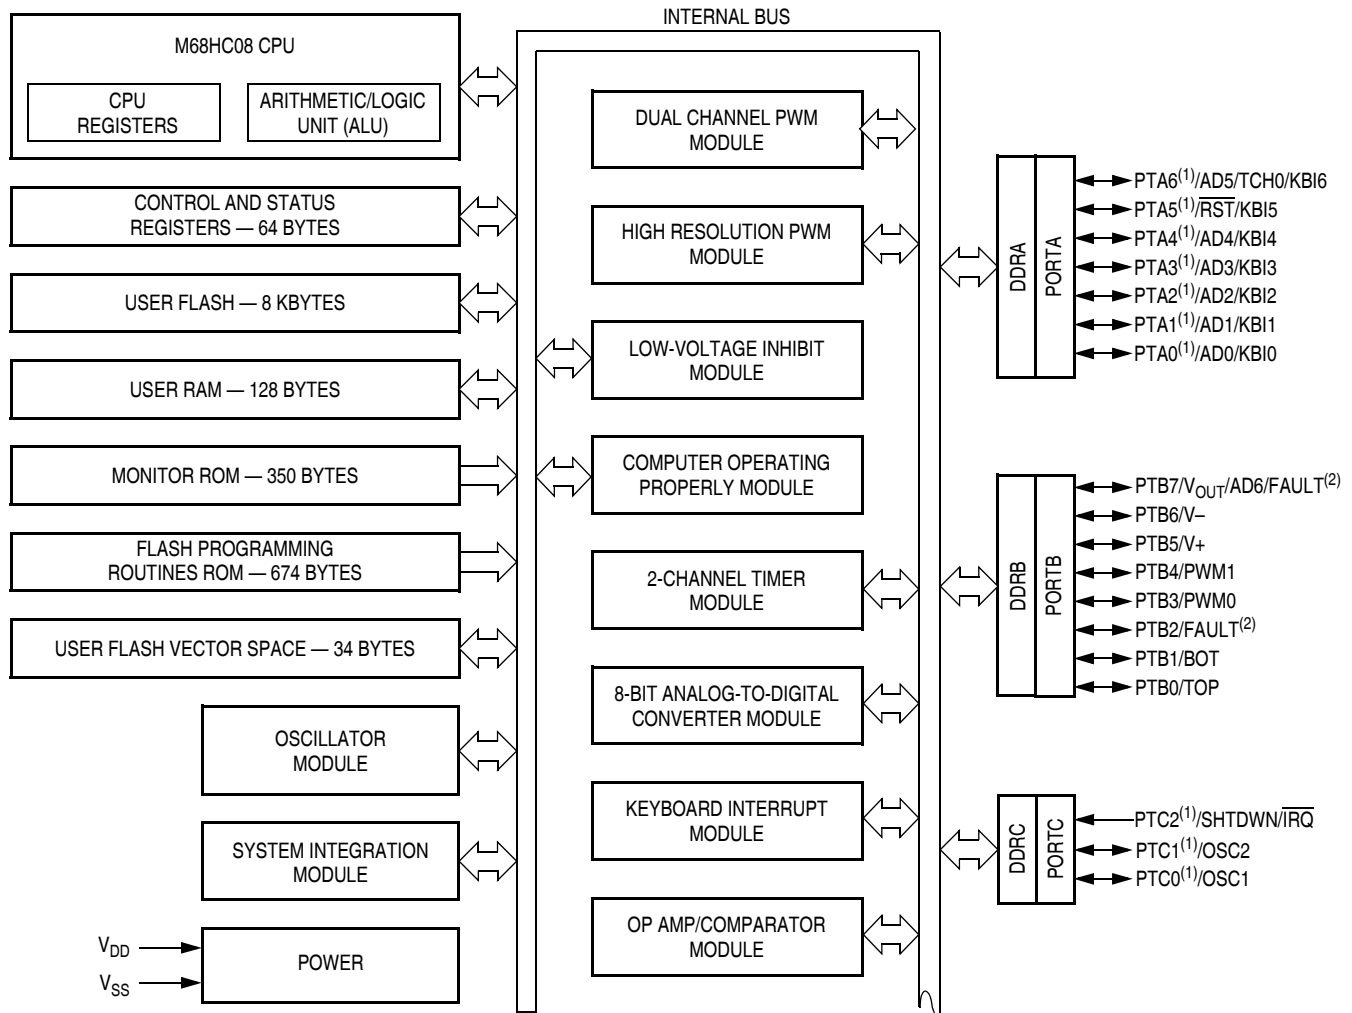 INTERNAL BUS
M68HC08 CPU
CPU
REGISTERS
ARITHMETIC/LOGIC
UNIT (ALU)
CONTROL AND STATUS
REGISTERS — 64 BYTES
USER FLASH — 8 KBYTES
USER RAM — 128 BYTES
MONITOR ROM — 350 BYTES
FLASH PROGRAMMING
ROUTINES ROM — 674 BYTES
USER FLASH VECTOR SPACE — 34 BYTES
OSCILLATOR
MODULE
SYSTEM INTEGRATION
MODULE
VDD
VSS
POWER
DUAL CHANNEL PWM
MODULE
HIGH RESOLUTION PWM
MODULE
LOW-VOLTAGE INHIBIT
MODULE
COMPUTER OPERATING
PROPERLY MODULE
2-CHANNEL TIMER
MODULE
8-BIT ANALOG-TO-DIGITAL
CONVERTER MODULE
KEYBOARD INTERRUPT
MODULE
OP AMP/COMPARATOR
MODULE
DDRA
PORTA
PTA6(1)/AD5/TCH0/KBI6
PTA5(1)/RST/KBI5
PTA4(1)/AD4/KBI4
PTA3(1)/AD3/KBI3
PTA2(1)/AD2/KBI2
PTA1(1)/AD1/KBI1
PTA0(1)/AD0/KBI0
DDRB
PORTB
PTB7/VOUT/AD6/FAULT(2)
PTB6/V–
PTB5/V+
PTB4/PWM1
PTB3/PWM0
PTB2/FAULT(2)
PTB1/BOT
PTB0/TOP
DDRC
PORTC
PTC2(1)/SHTDWN/IRQ
PTC1(1)/OSC2
PTC0(1)/OSC1